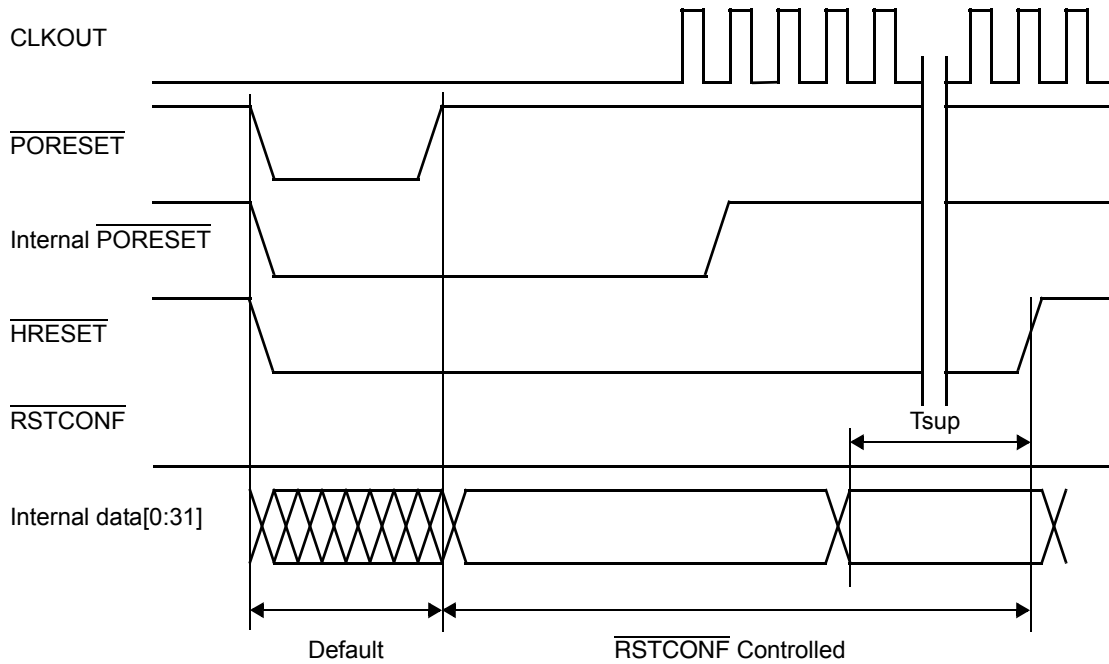 CLKOUT
PORESET
Internal PORESET
HRESET
RSTCONF
Tsup
Internal data[0:31]
Default
RSTCONF Controlled